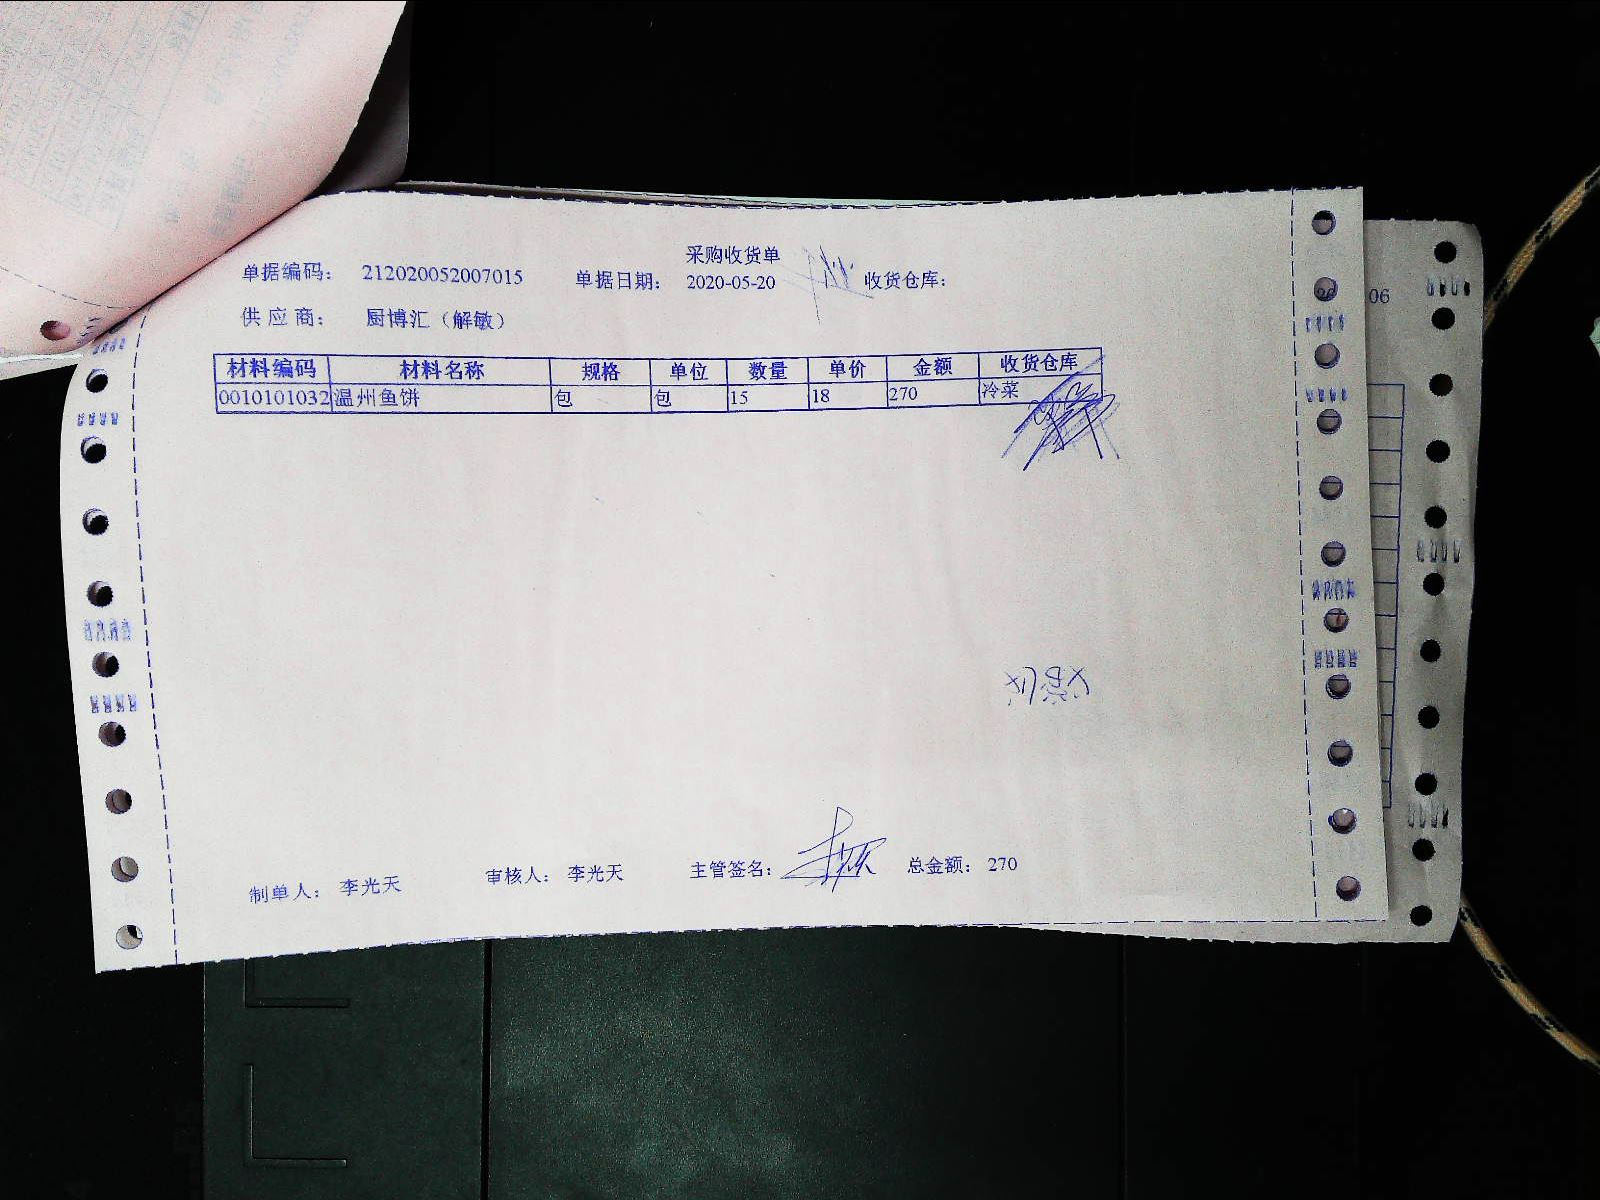 采购收货单
单据编码： 212020052007015 单据日期： 2020-05-20 收货仓库：
供应商： 厨博汇（解敏）
材料编码 材料名称 规格 单位 数量 单价 金额 收货仓库
0010101032 温州鱼饼 包 包 15 18 270 冷菜
制单人： 李光天 审核人： 李光天 主管签名： 总金额： 270
06